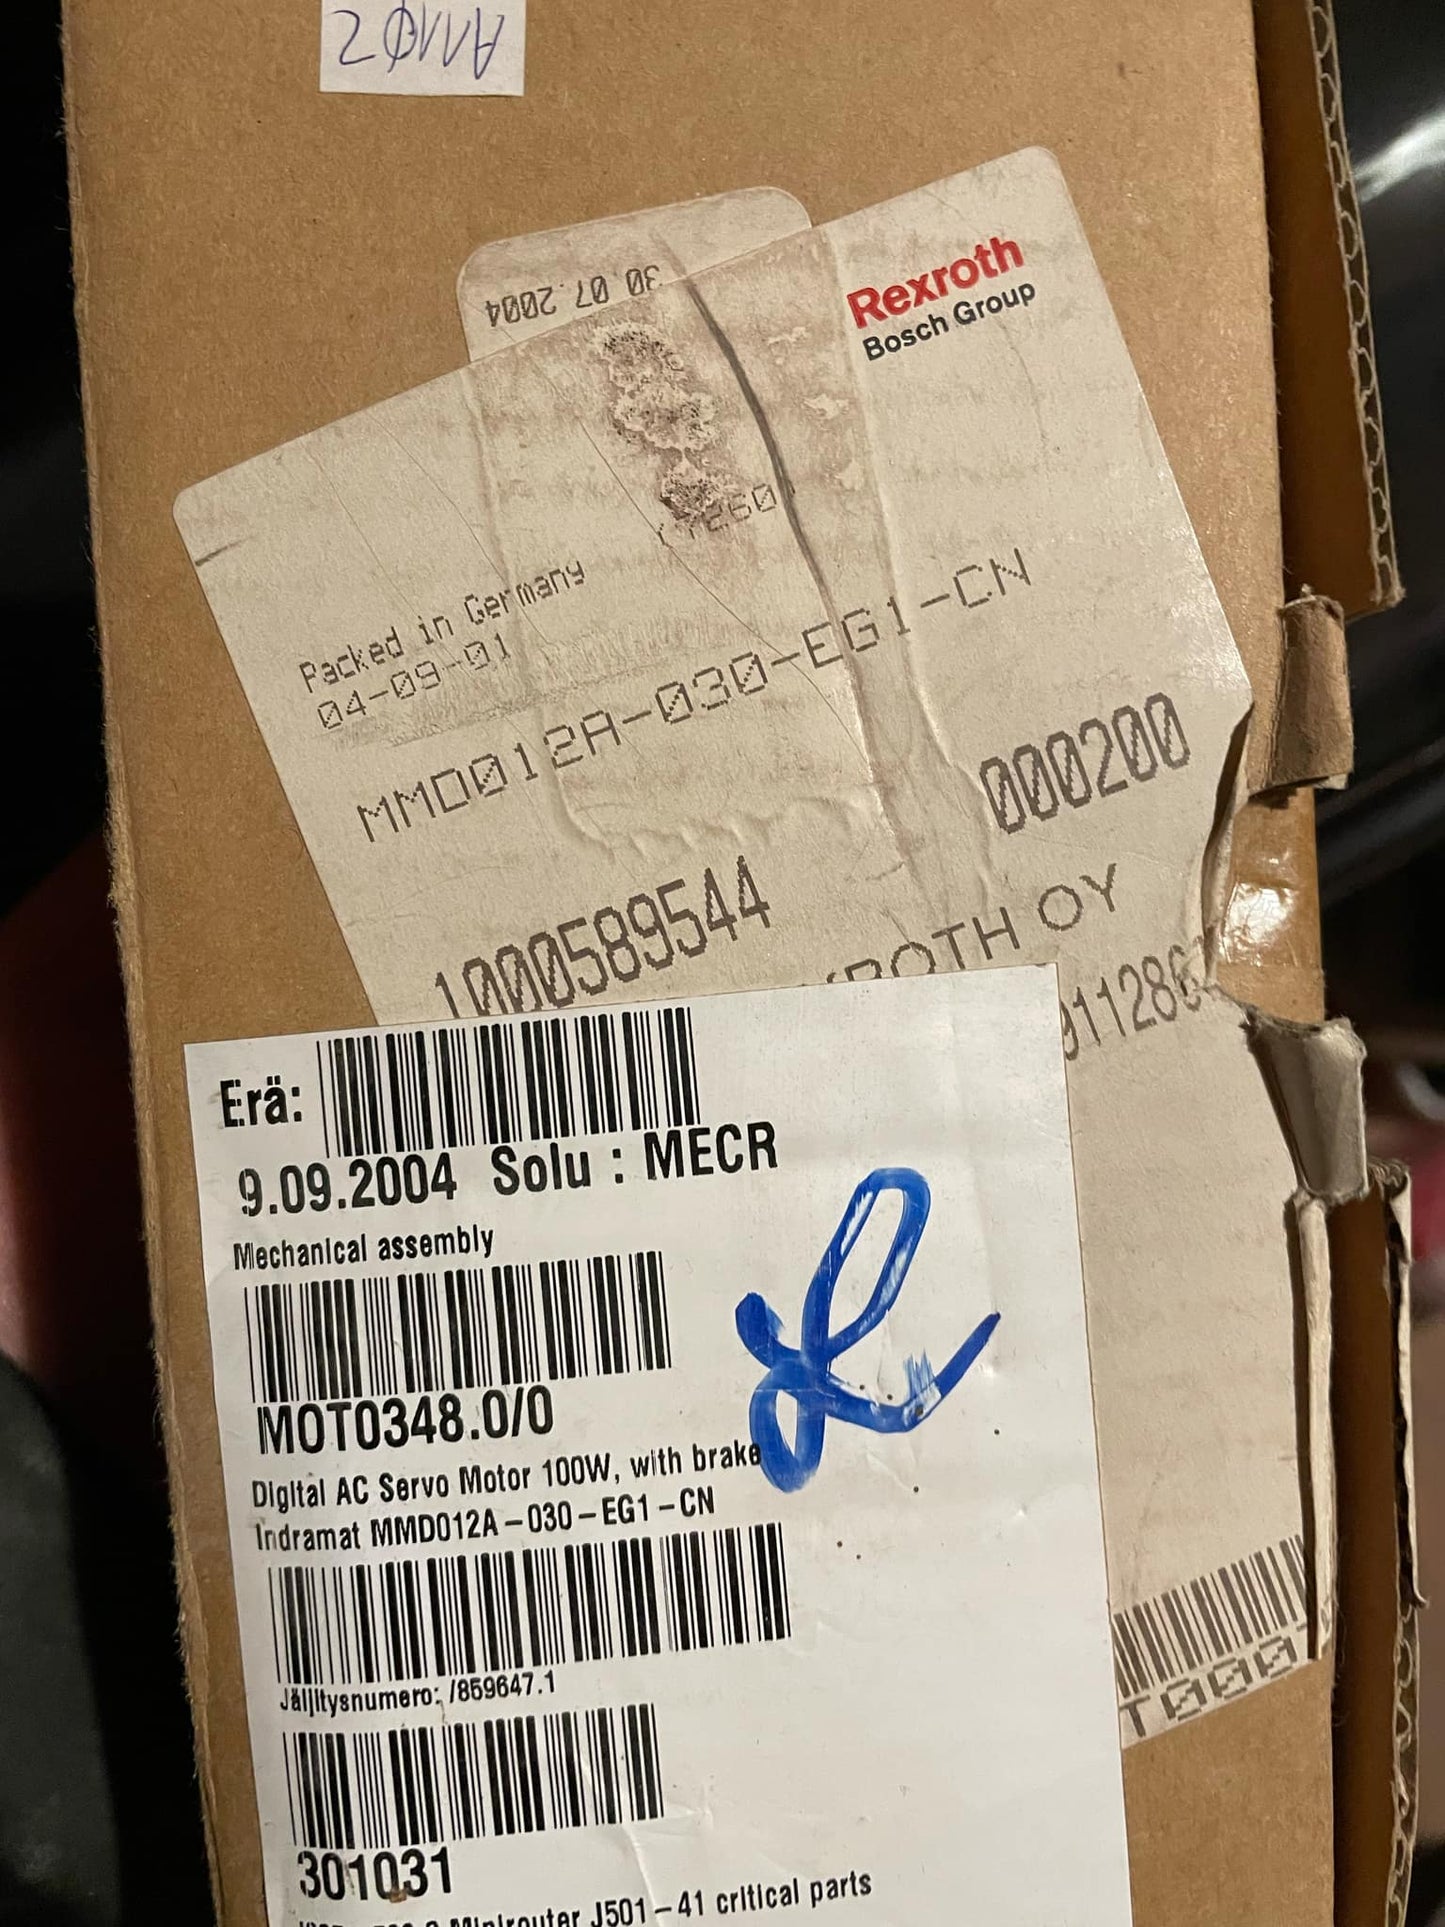 A11Ø2
30.07.2004
Rexroth
Bosch Group
Packed in Germany
04-09-01
MMD012A-030-EG1-CN
000200
1000589544
OY
Erä:
9.09.2004 Solu : MECR
Mechanical assembly
MOT0348.0/0
Digital AC Servo Motor 100W, with brake
Indramat MMD012A-030-EG1-CN
Jäljitysnumero: /859647.1
301031
Minirouter J501-41 critical parts